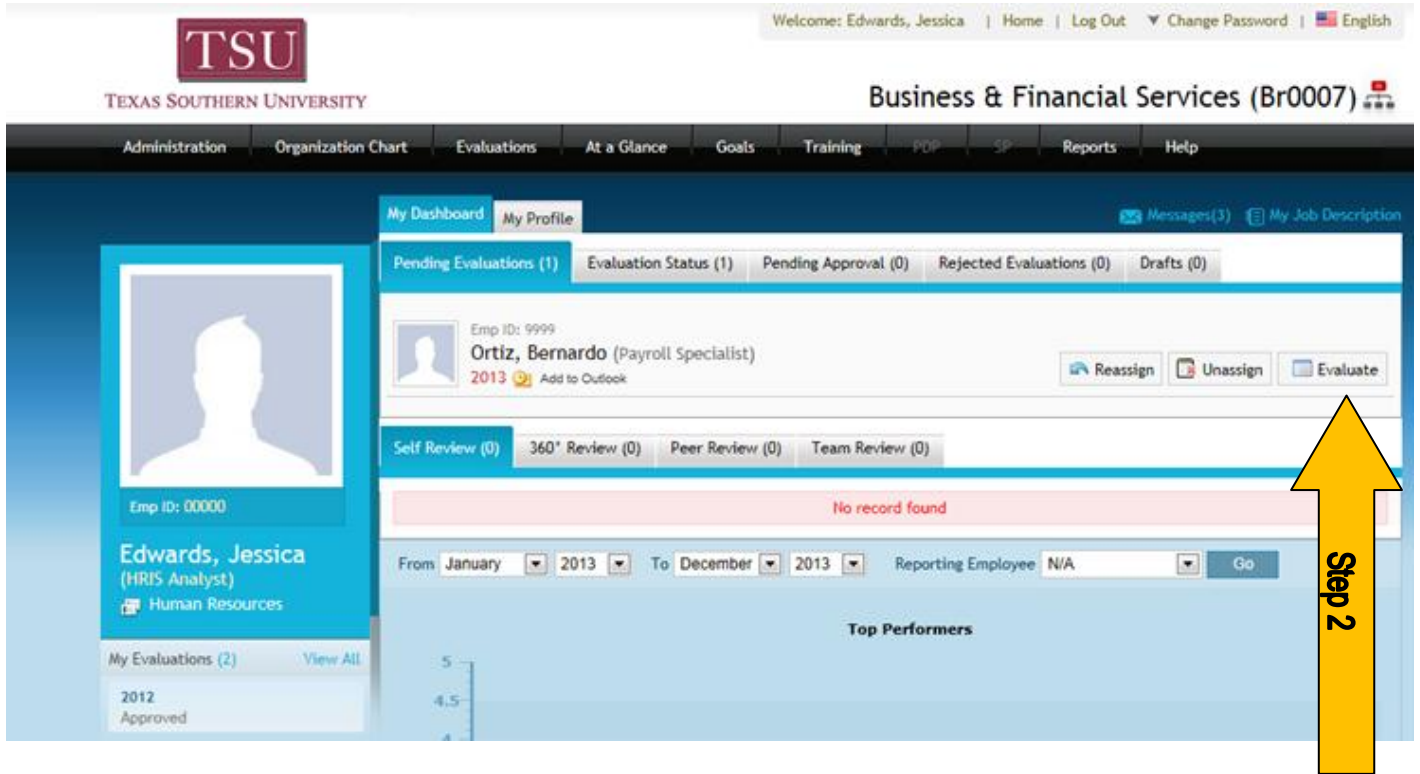 Welcome: Edwards, Jessica | Home | Log Out Change Password | English
TSU
TEXAS SOUTHERN UNIVERSITY
Business & Financial Services (Br0007)
Administration Organization Chart Evaluations At a Glance Goals Training PDP SP Reports Help
My Dashboard My Profile Messages(3) My Job Description
Pending Evaluations (1) Evaluation Status (1) Pending Approval (0) Rejected Evaluations (0) Drafts (0)
Emp ID: 9999
Ortiz, Bernardo (Payroll Specialist)
2013 Add to Outlook
Reassign Unassign Evaluate
Self Review (0) 360° Review (0) Peer Review (0) Team Review (0)
No record found
Emp ID: 00000
Edwards, Jessica
(HRIS Analyst)
Human Resources
From January 2013 To December 2013 Reporting Employee N/A Go
Step 2
Top Performers
My Evaluations (2) View All
2012
Approved
5
4.5
4